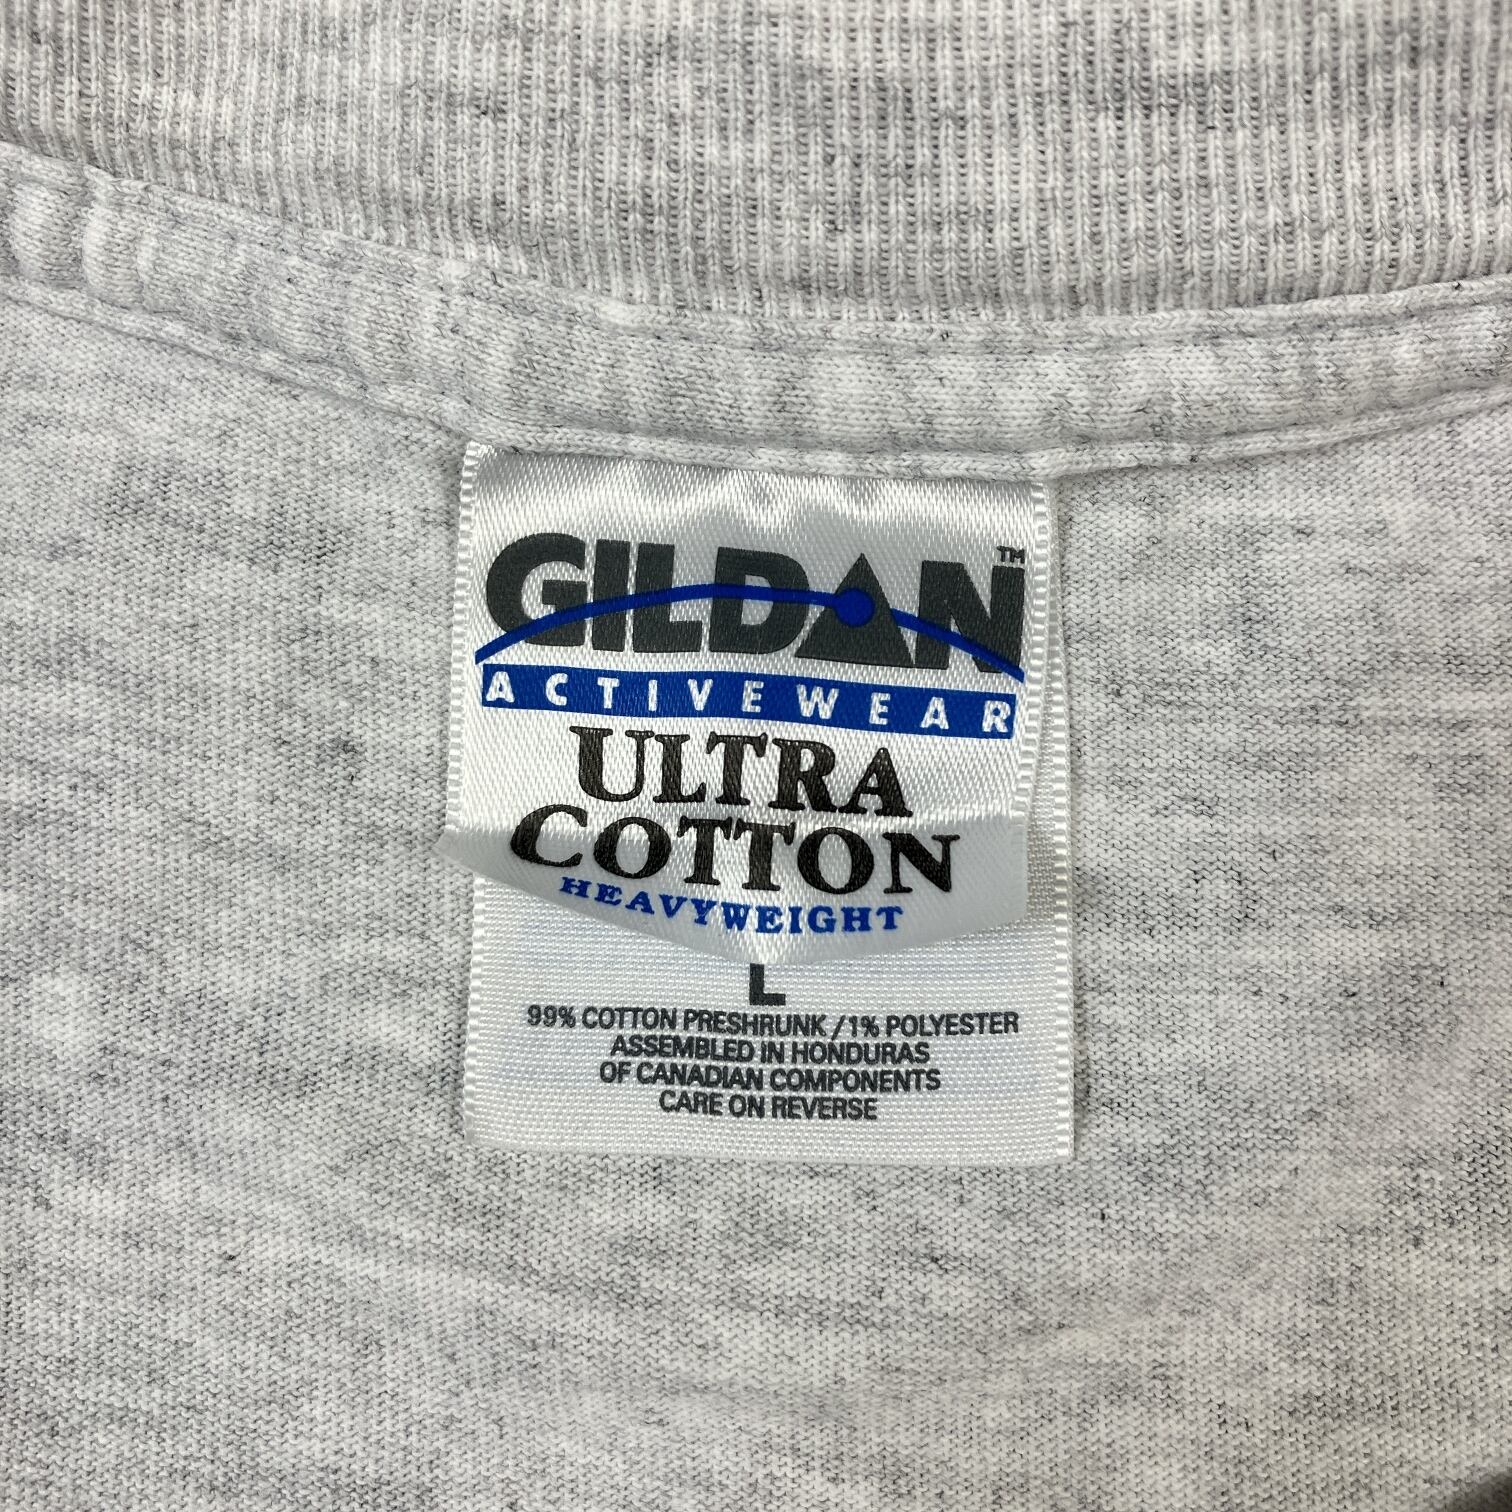 GILDAN™
ACTIVEWEAR
ULTRA
COTTON
HEAVYWEIGHT
L
99% COTTON PRESHRUNK / 1% POLYESTER
ASSEMBLED IN HONDURAS
OF CANADIAN COMPONENTS
CARE ON REVERSE